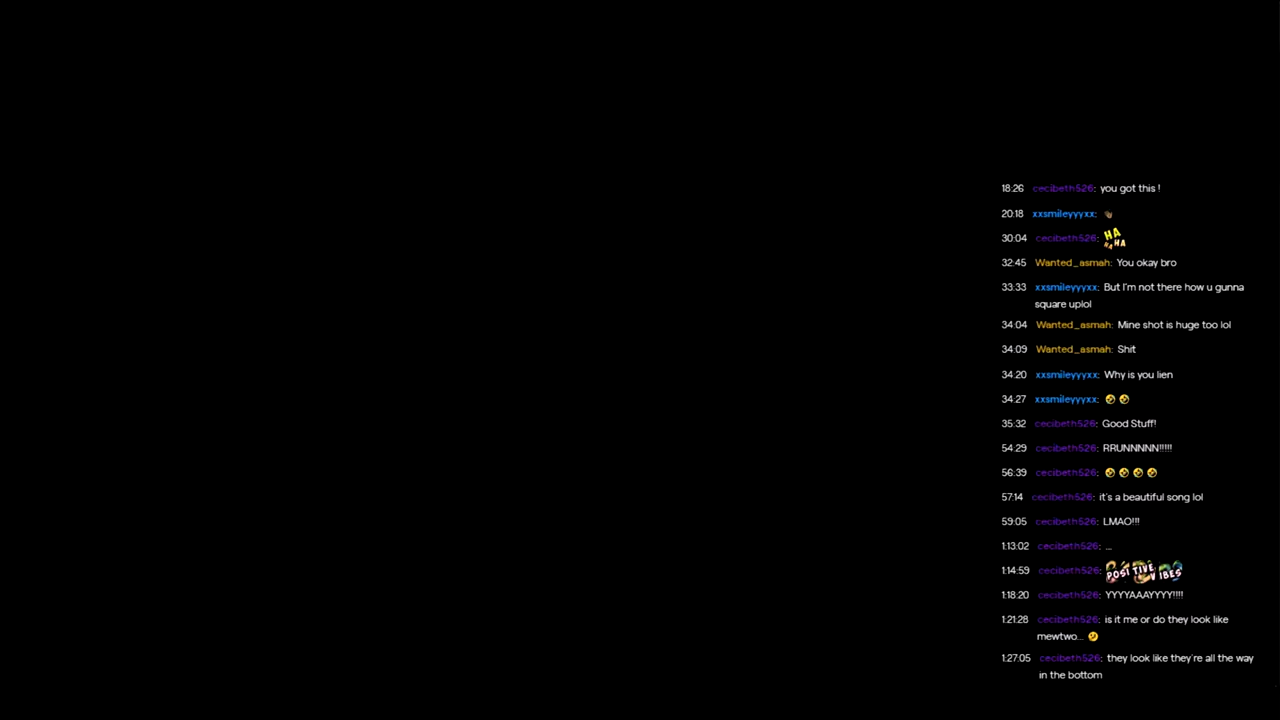 18:26 cecibeth526: you got this !
20:18 xxsmileyyyxx: 👏🏾
30:04 cecibeth526: HA HA HA
32:45 Wanted_asmah: You okay bro
33:33 xxsmileyyyxx: But I'm not there how u gunna
square uplol
34:04 Wanted_asmah: Mine shot is huge too lol
34:09 Wanted_asmah: Shit
34:20 xxsmileyyyxx: Why is you lien
34:27 xxsmileyyyxx: 🤣 🤣
35:32 cecibeth526: Good Stuff!
54:29 cecibeth526: RRUNNNNN!!!!!
56:39 cecibeth526: 🤣 🤣 🤣 🤣
57:14 cecibeth526: it's a beautiful song lol
59:05 cecibeth526: LMAO!!!
1:13:02 cecibeth526: ...
1:14:59 cecibeth526: POSITIVE VIBES
1:18:20 cecibeth526: YYYYAAAYYYY!!!!
1:21:28 cecibeth526: is it me or do they look like
mewtwo... 🤔
1:27:05 cecibeth526: they look like they're all the way
in the bottom